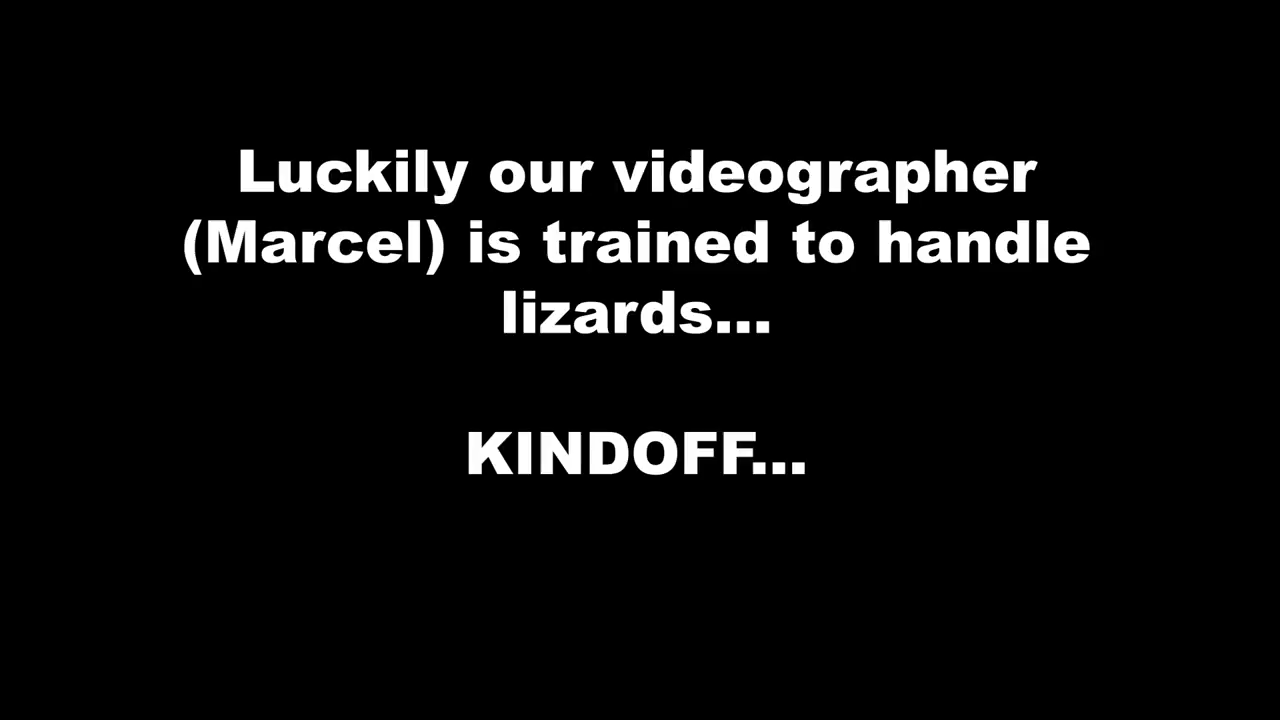 Luckily our videographer
(Marcel) is trained to handle
lizards...
KINDOFF...